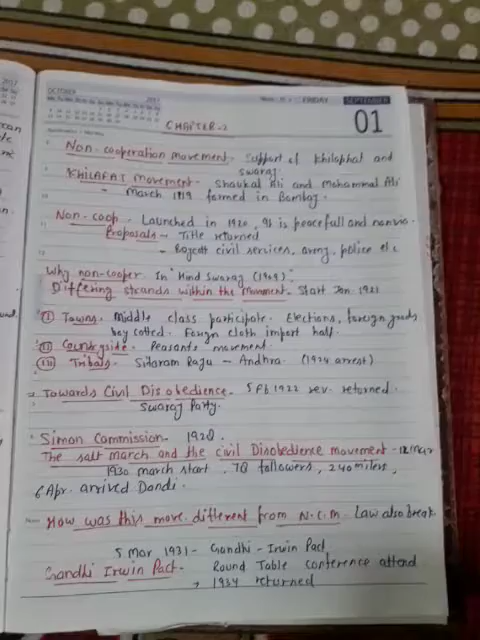 OCTOBER 2017
FRIDAY SEPTEMBER
01
CHAPTER-2
Non-cooperation movement- Support of Khilaphat and
swaraj
KHILAFAT Movement- Shaukat Ali and Mohammad Ali
- March 1919 formed in Bombay.
Non-coop- Launched in 1920, It is peacefull and
Proposals - Title returned
- Boycott civil services, army, police etc
Why non-cooper In "Hind Swaraj (1909)"
Differing strands within the Movement- Start Jan 1921
(i) Towns- Middle class participate. Elections, foreign goods
boycotted. Foreign cloth import half.
(ii) Countryside- Peasants movement.
(iii) Tribals- Sitaram Raju - Andhra. (1924 arrest)
Towards Civil Disobedience- 5 Fb 1922 rev. returned.
Swaraj Party.
Simon Commission- 1928.
The salt march and the civil Disobedience movement - 12 Mar
1930 march start. 78 followers, 240 miles,
6 Apr. arrived Dandi.
How was this move. different from N.C.M- Law also break
5 Mar 1931- Gandhi-Irwin Pact
Gandhi Irwin Pact- Round Table conference attend
1934 returned